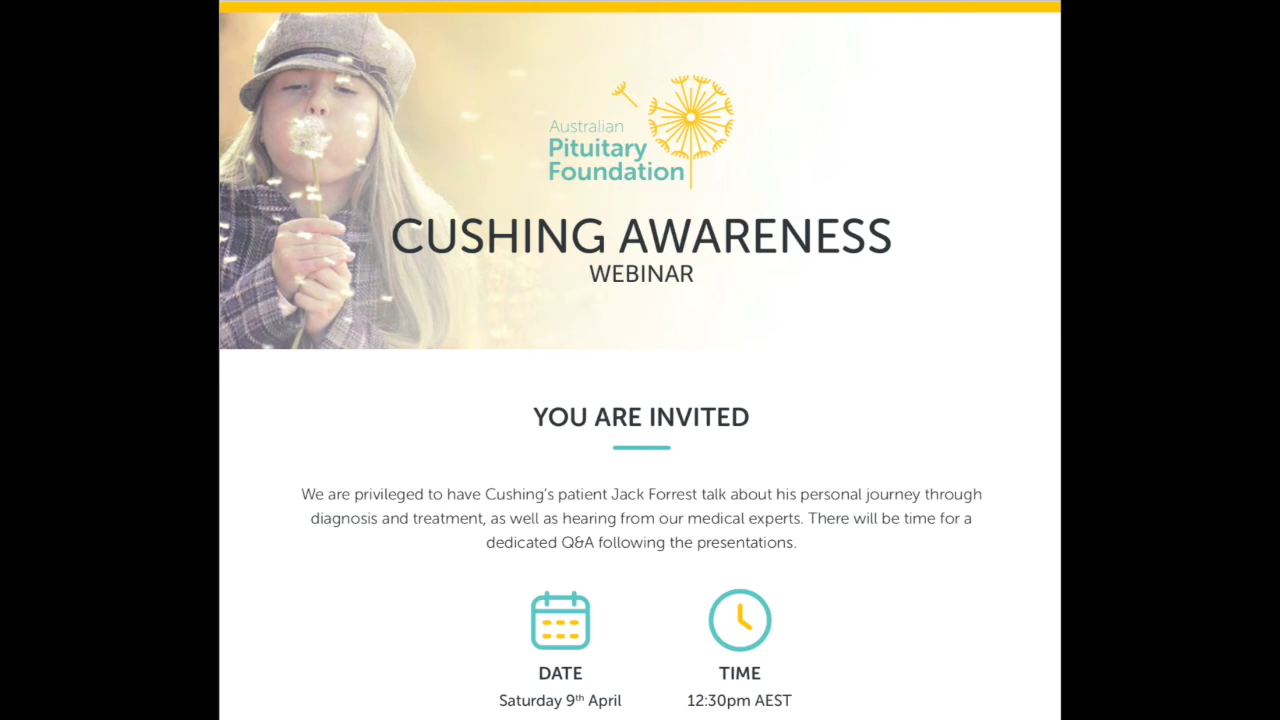 Australian
Pituitary
Foundation
CUSHING AWARENESS
WEBINAR
YOU ARE INVITED
We are privileged to have Cushing's patient Jack Forrest talk about his personal journey through
diagnosis and treatment, as well as hearing from our medical experts. There will be time for a
dedicated Q&A following the presentations.
DATE
Saturday 9th April
TIME
12:30pm AEST